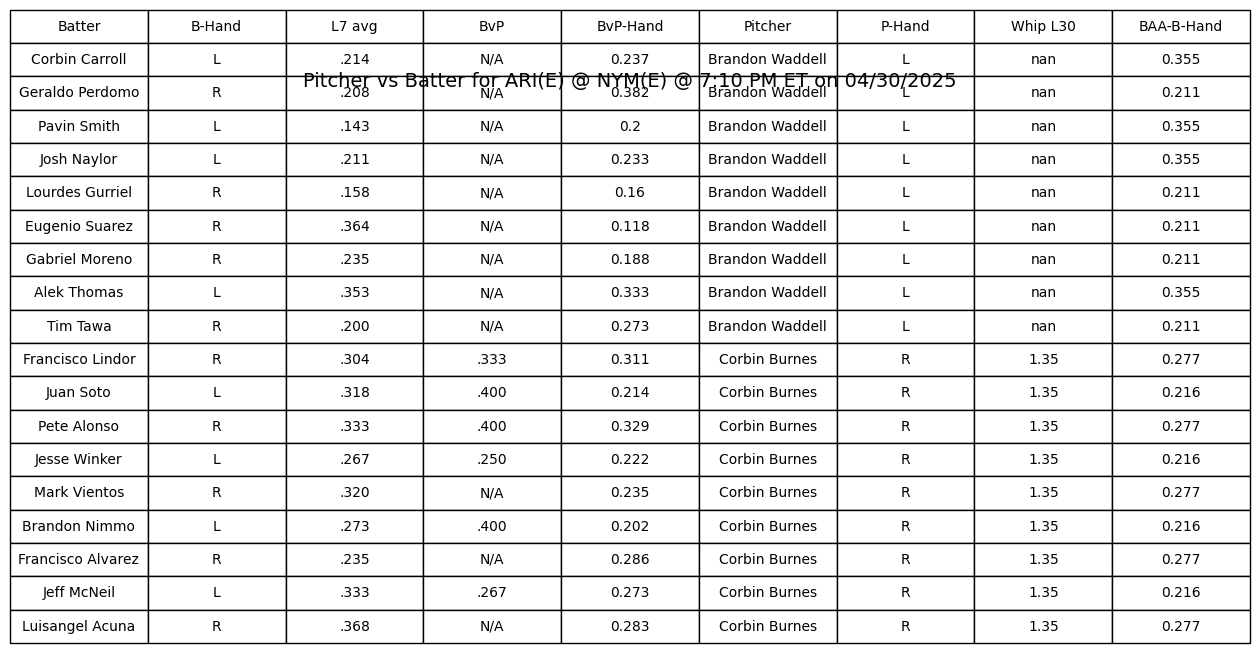 Batter B-Hand L7 avg BvP BvP-Hand Pitcher P-Hand Whip L30 BAA-B-Hand
Corbin Carroll L .214 N/A 0.237 Brandon Waddell L nan 0.355
Pitcher vs Batter for ARI(E) @ NYM(E) @ 7:10 PM ET on 04/30/2025
Geraldo Perdomo R .208 N/A 0.382 Brandon Waddell L nan 0.211
Pavin Smith L .143 N/A 0.2 Brandon Waddell L nan 0.355
Josh Naylor L .211 N/A 0.233 Brandon Waddell L nan 0.355
Lourdes Gurriel R .158 N/A 0.16 Brandon Waddell L nan 0.211
Eugenio Suarez R .364 N/A 0.118 Brandon Waddell L nan 0.211
Gabriel Moreno R .235 N/A 0.188 Brandon Waddell L nan 0.211
Alek Thomas L .353 N/A 0.333 Brandon Waddell L nan 0.355
Tim Tawa R .200 N/A 0.273 Brandon Waddell L nan 0.211
Francisco Lindor R .304 .333 0.311 Corbin Burnes R 1.35 0.277
Juan Soto L .318 .400 0.214 Corbin Burnes R 1.35 0.216
Pete Alonso R .333 .400 0.329 Corbin Burnes R 1.35 0.277
Jesse Winker L .267 .250 0.222 Corbin Burnes R 1.35 0.216
Mark Vientos R .320 N/A 0.235 Corbin Burnes R 1.35 0.277
Brandon Nimmo L .273 .400 0.202 Corbin Burnes R 1.35 0.216
Francisco Alvarez R .235 N/A 0.286 Corbin Burnes R 1.35 0.277
Jeff McNeil L .333 .267 0.273 Corbin Burnes R 1.35 0.216
Luisangel Acuna R .368 N/A 0.283 Corbin Burnes R 1.35 0.277